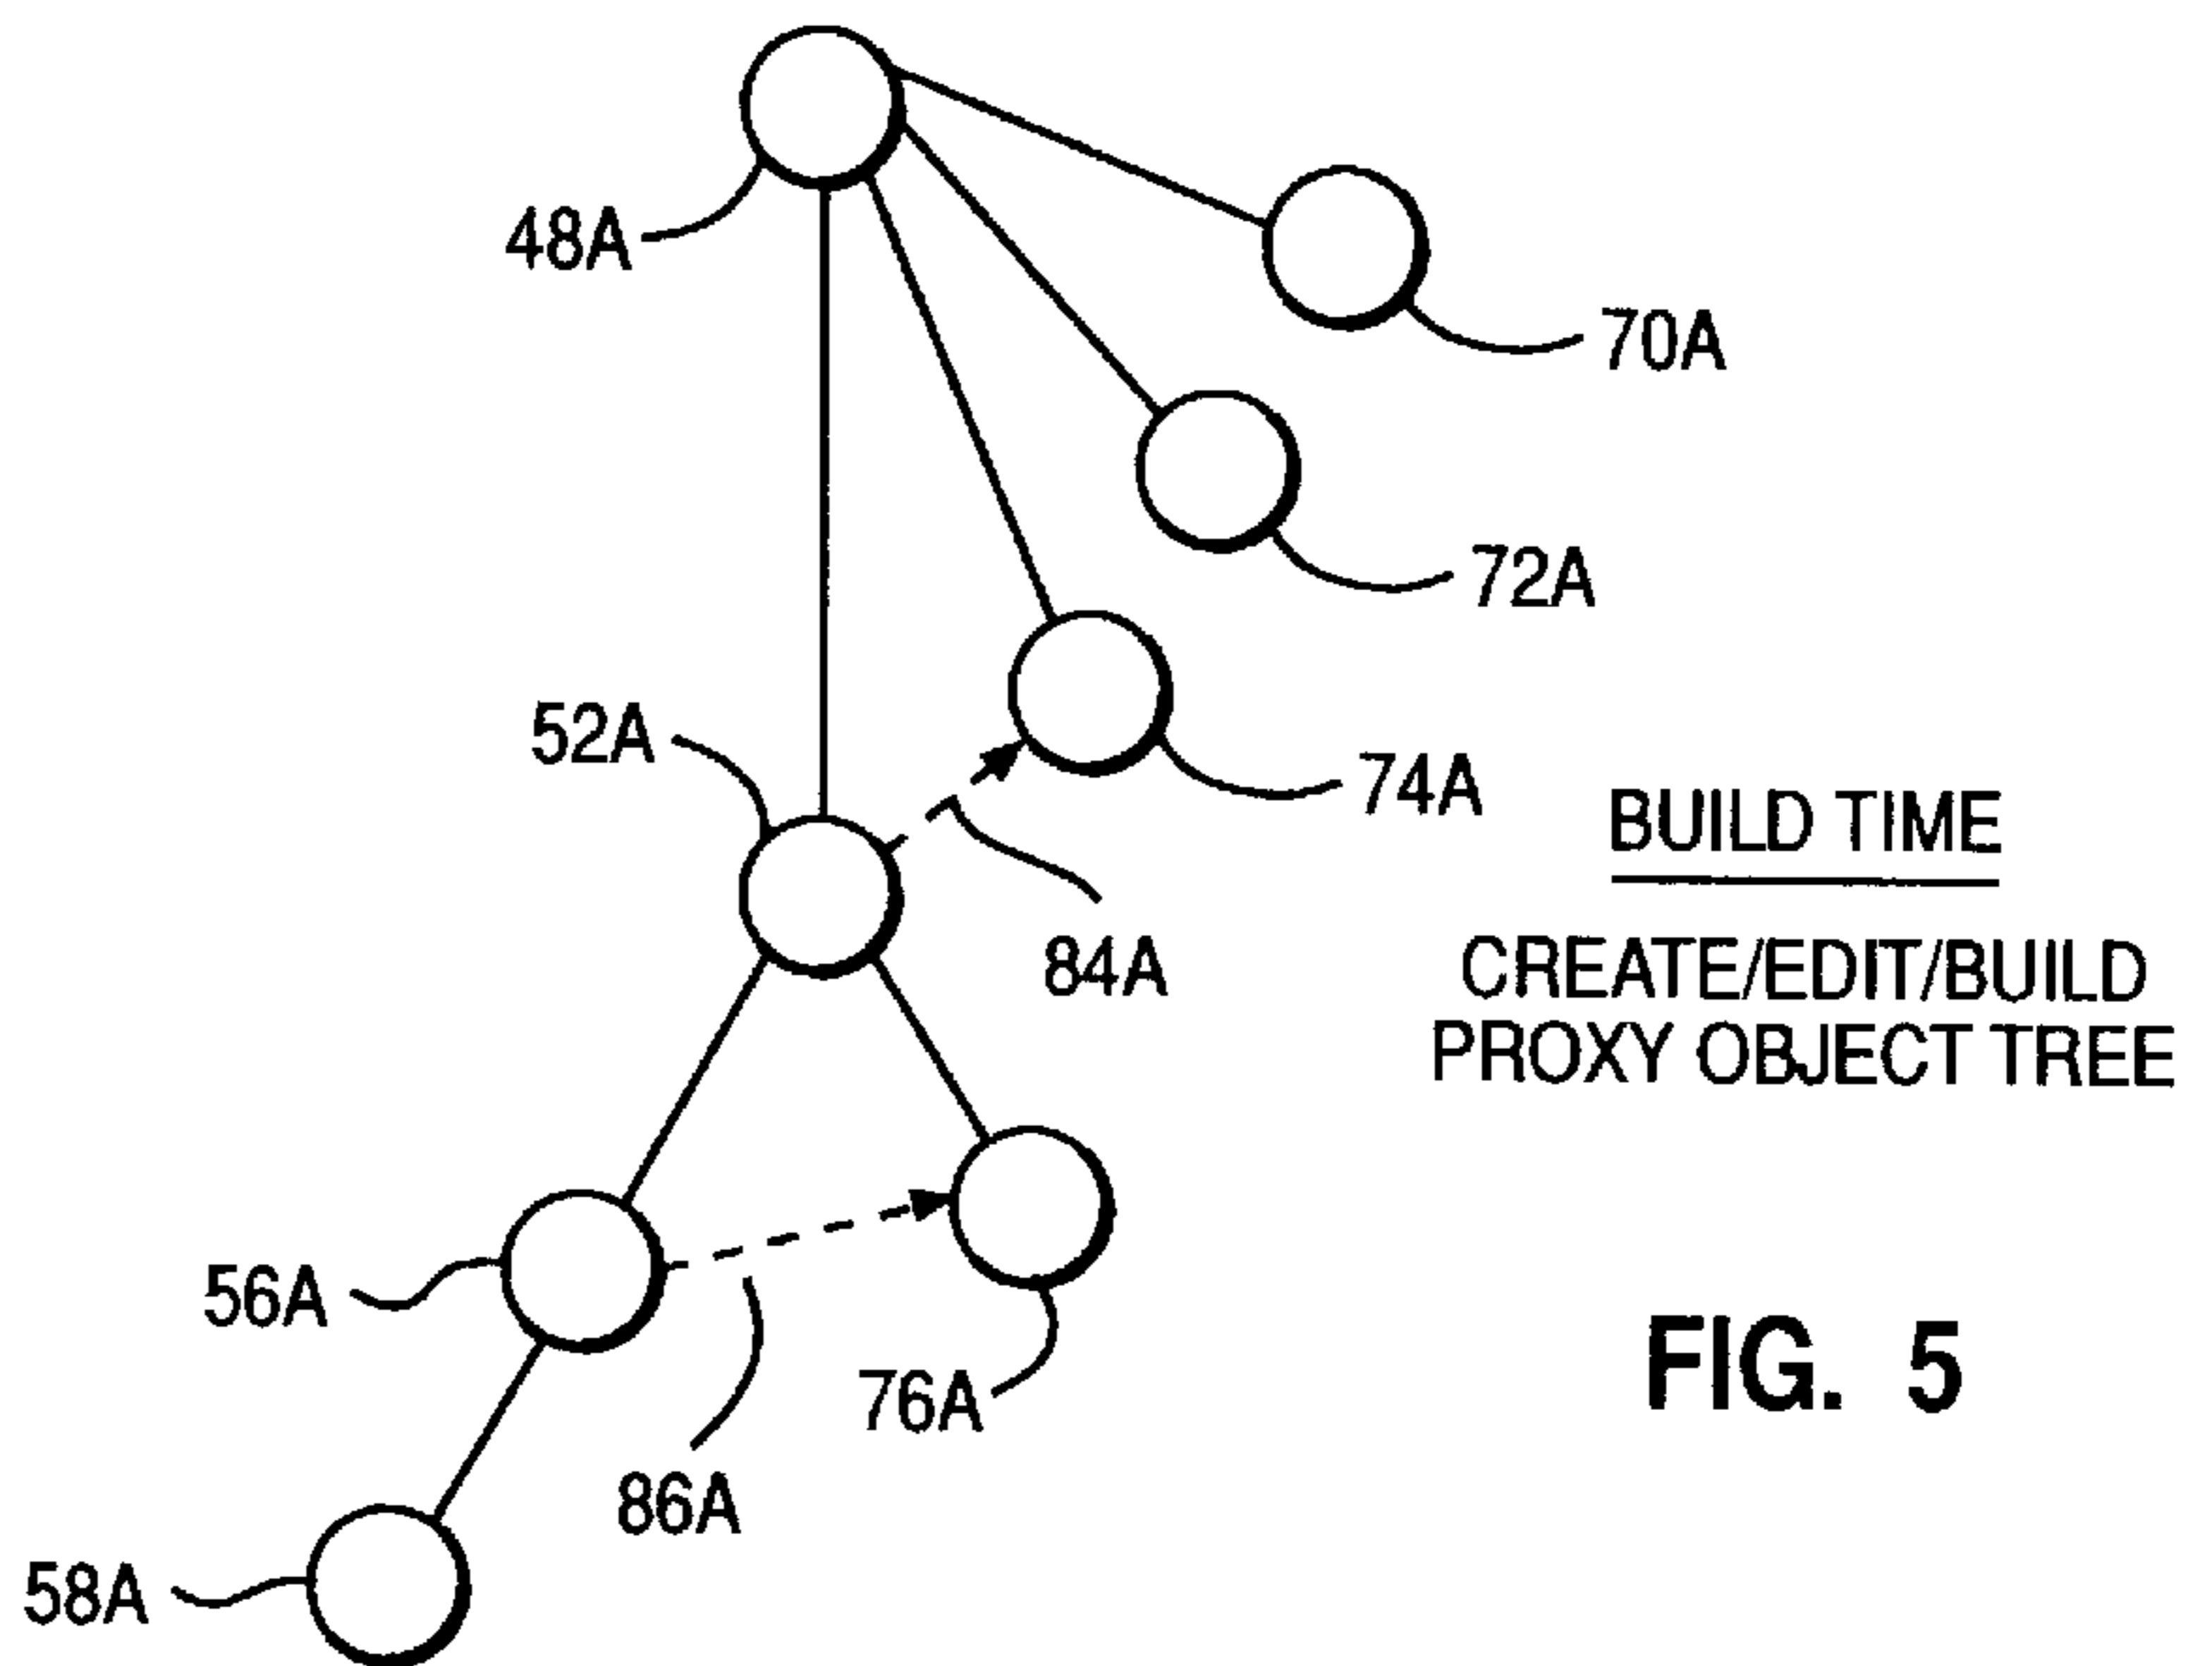 48A
70A
72A
52A
74A
BUILD TIME
84A
CREATE/EDIT/BUILD
PROXY OBJECT TREE
56A
76A
FIG. 5
86A
58A